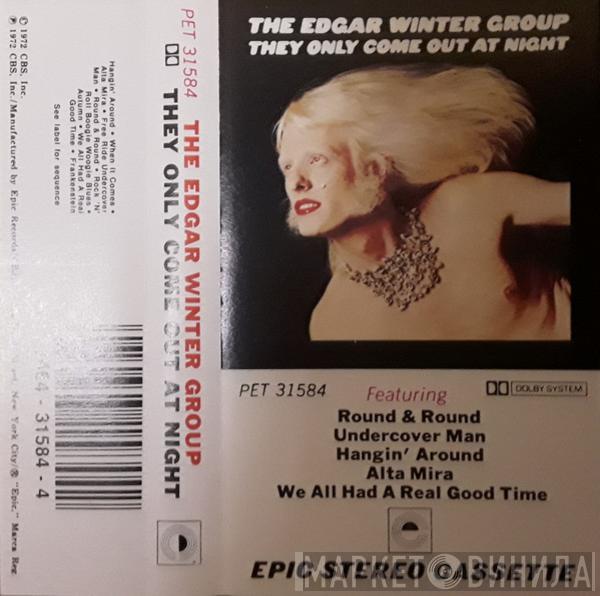 © 1972 CBS, Inc.
℗ 1972 CBS, Inc./Manufactured by Epic Records/
New York City/® "Epic," Marca Reg.
Hangin' Around • When It Comes •
Alta Mira • Free Ride Undercover
Man • Round & Round • Rock 'N'
Roll Boogie Woogie Blues •
Autumn • We All Had A Real
Good Time • Frankenstein
See label for sequence
- 31584 - 4
PET 31584
THE EDGAR WINTER GROUP
THEY ONLY COME OUT AT NIGHT
THE EDGAR WINTER GROUP
THEY ONLY COME OUT AT NIGHT
PET 31584
Featuring
DOLBY SYSTEM
Round & Round
Undercover Man
Hangin' Around
Alta Mira
We All Had A Real Good Time
EPIC STEREO CASSETTE
МАРКЕТ ВИНИЛА